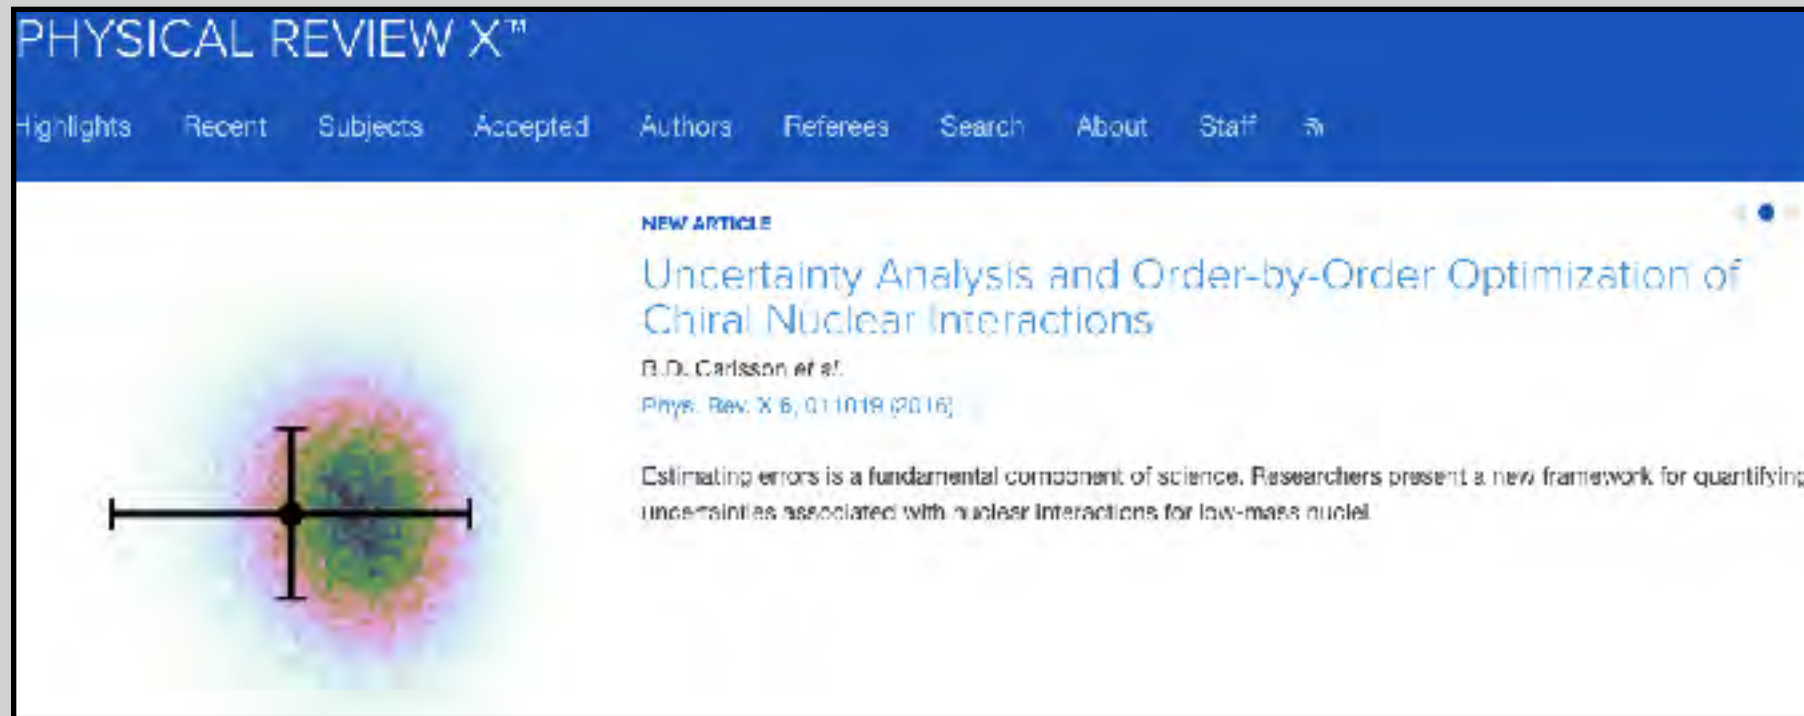 PHYSICAL REVIEW X™
Highlights Recent Subjects Accepted Authors Referees Search About Staff
NEW ARTICLE
Uncertainty Analysis and Order-by-Order Optimization of
Chiral Nuclear Interactions
B.D. Carlsson et al.
Phys. Rev. X 6, 011019 (2016)
Estimating errors is a fundamental component of science. Researchers present a new framework for quantifying
uncertainties associated with nuclear interactions for low-mass nuclei.